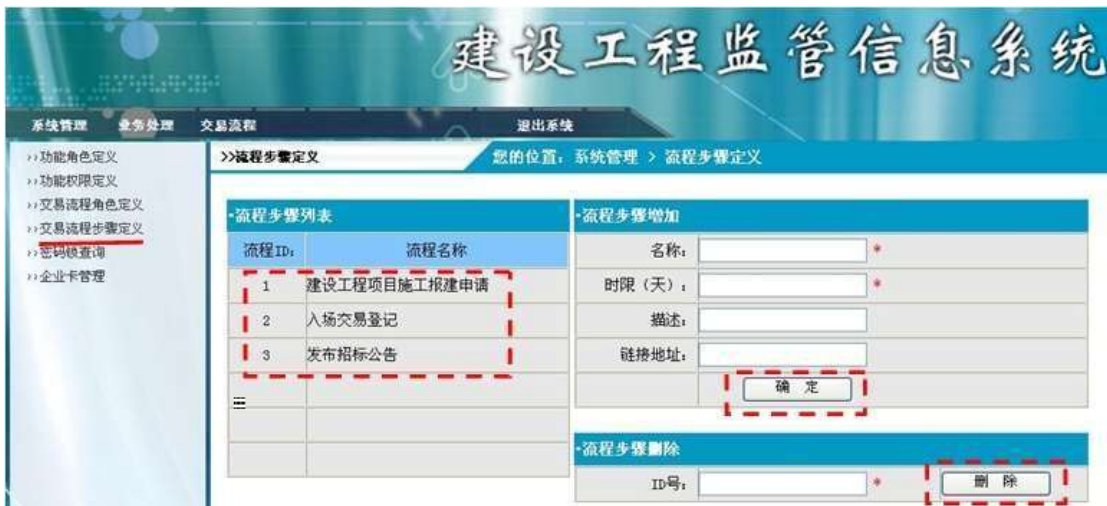 建设工程监管信息系统
系统管理 业务处理 交易流程 退出系统
>>功能角色定义
>>功能权限定义
>>交易流程角色定义
>>交易流程步骤定义
>>密码锁查询
>>企业卡管理
>>流程步骤定义
您的位置：系统管理 > 流程步骤定义
·流程步骤列表
流程ID: 流程名称
1 建设工程项目施工报建申请
2 入场交易登记
3 发布招标公告
·流程步骤增加
名称: *
时限（天）: *
描述:
链接地址:
确 定
·流程步骤删除
ID号: * 删 除